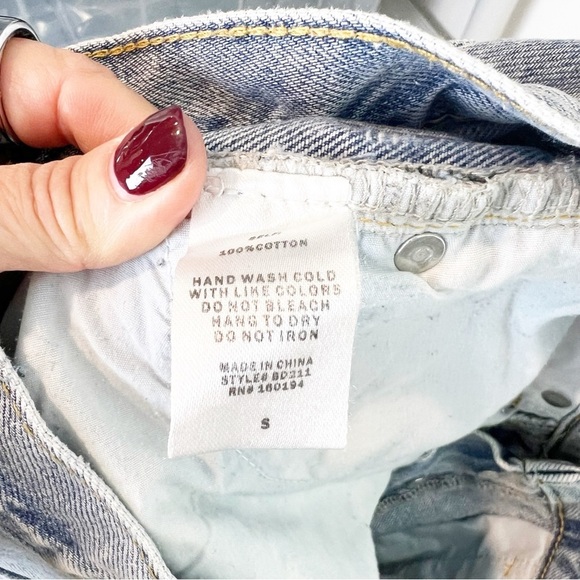 SELF
100%COTTON
HAND WASH COLD
WITH LIKE COLORS
DO NOT BLEACH
HANG TO DRY
DO NOT IRON
MADE IN CHINA
STYLE# BD211
RN# 160194
S